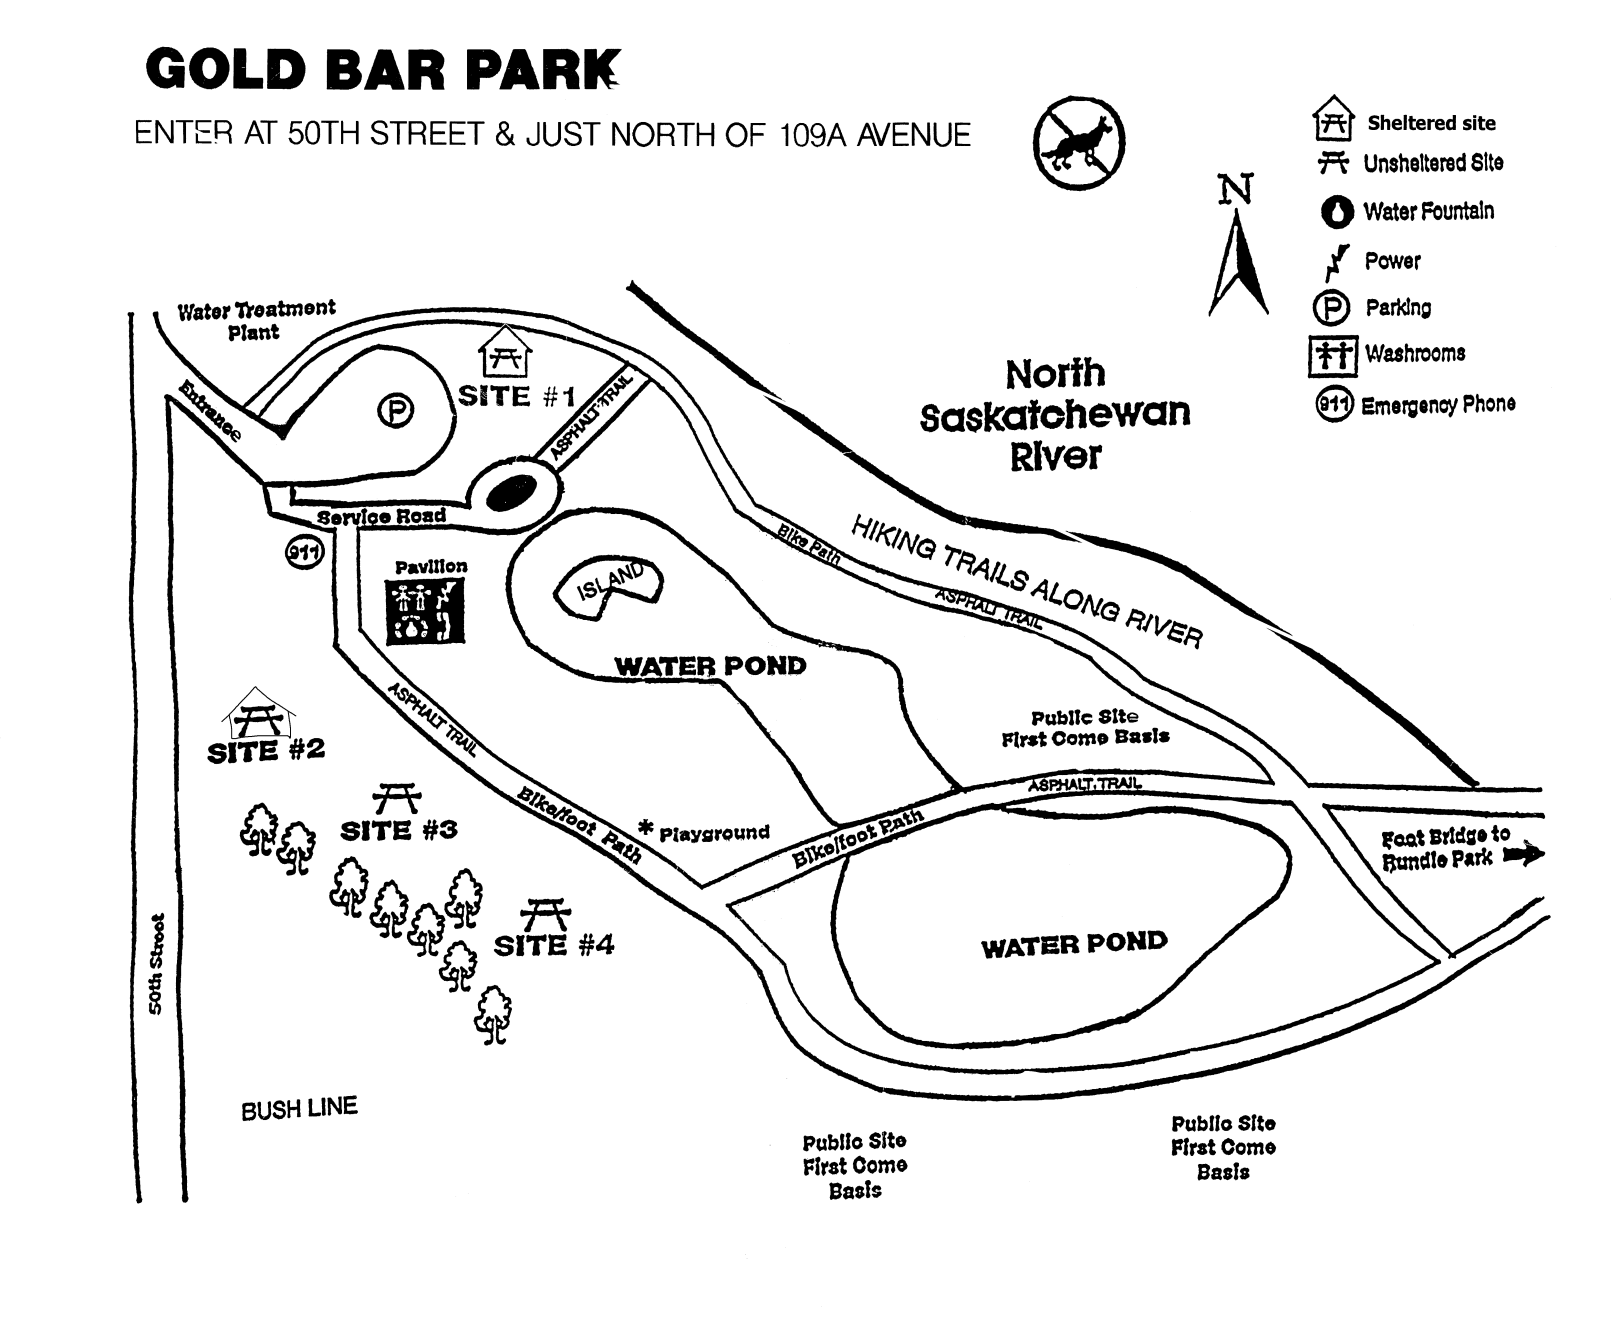 GOLD BAR PARK
ENTER AT 50TH STREET & JUST NORTH OF 109A AVENUE
N
Sheltered site
Unsheltered Site
Water Fountain
Power
P Parking
Washrooms
911 Emergency Phone
Water Treatment
Plant
Entrance
P
SITE #1
ASPHALT TRAIL
North
Saskatchewan
River
Service Road
911
Pavilion
ISLAND
WATER POND
Bike Path
HIKING TRAILS ALONG RIVER
ASPHALT TRAIL
ASPHALT TRAIL
SITE #2
SITE #3
SITE #4
Public Site
First Come Basis
ASPHALT TRAIL
Bike/foot Path
* Playground
Bike/foot Path
Foot Bridge to
Rundle Park
WATER POND
50th Street
BUSH LINE
Public Site
First Come
Basis
Public Site
First Come
Basis